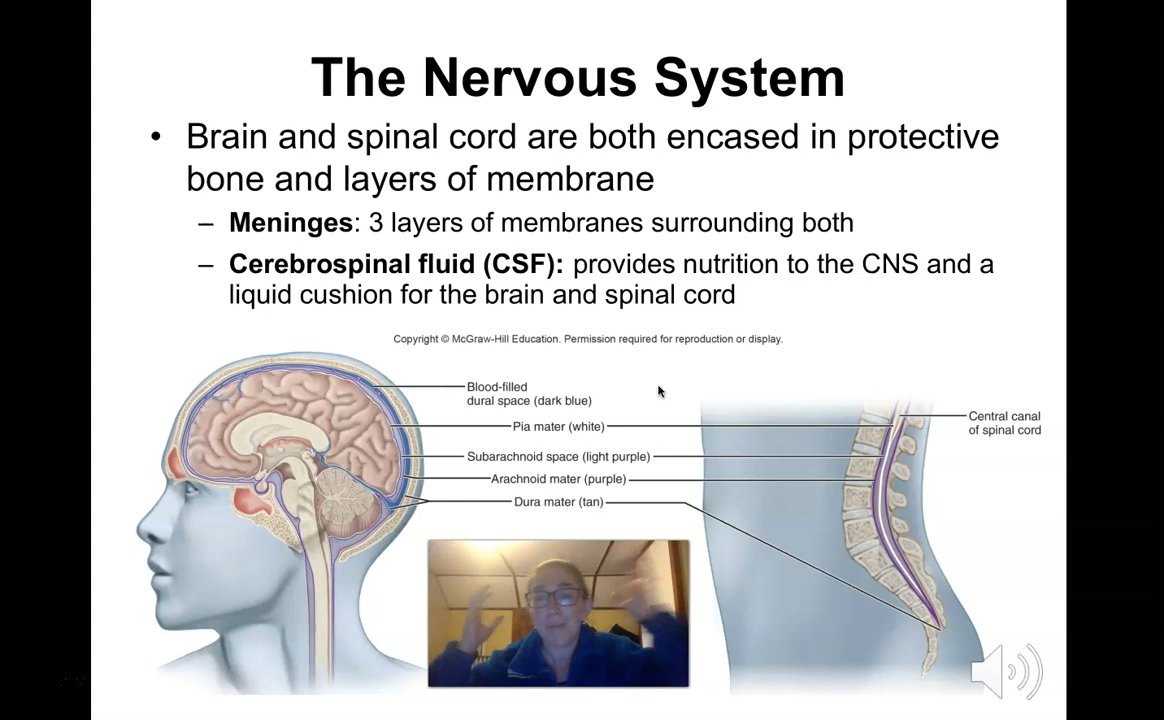 The Nervous System
• Brain and spinal cord are both encased in protective
bone and layers of membrane
– Meninges: 3 layers of membranes surrounding both
– Cerebrospinal fluid (CSF): provides nutrition to the CNS and a
liquid cushion for the brain and spinal cord
Copyright © McGraw-Hill Education. Permission required for reproduction or display.
Blood-filled
dural space (dark blue)
Pia mater (white)
Subarachnoid space (light purple)
Arachnoid mater (purple)
Dura mater (tan)
Central canal
of spinal cord